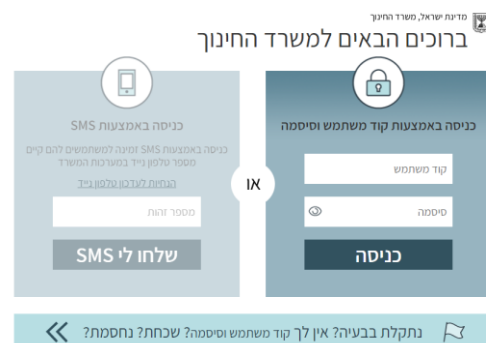 מדינת ישראל, משרד החינוך
ברוכים הבאים למשרד החינוך
כניסה באמצעות קוד משתמש וסיסמה
קוד משתמש
סיסמה
כניסה
או
כניסה באמצעות SMS
כניסה באמצעות SMS זמינה למשתמשים להם קיים
מספר טלפון נייד במערכות המשרד
הנחיות לעדכון טלפון נייד
מספר זהות
שלחו לי SMS
נתקלת בבעיה? אין לך קוד משתמש וסיסמה? שכחת? נחסמת?